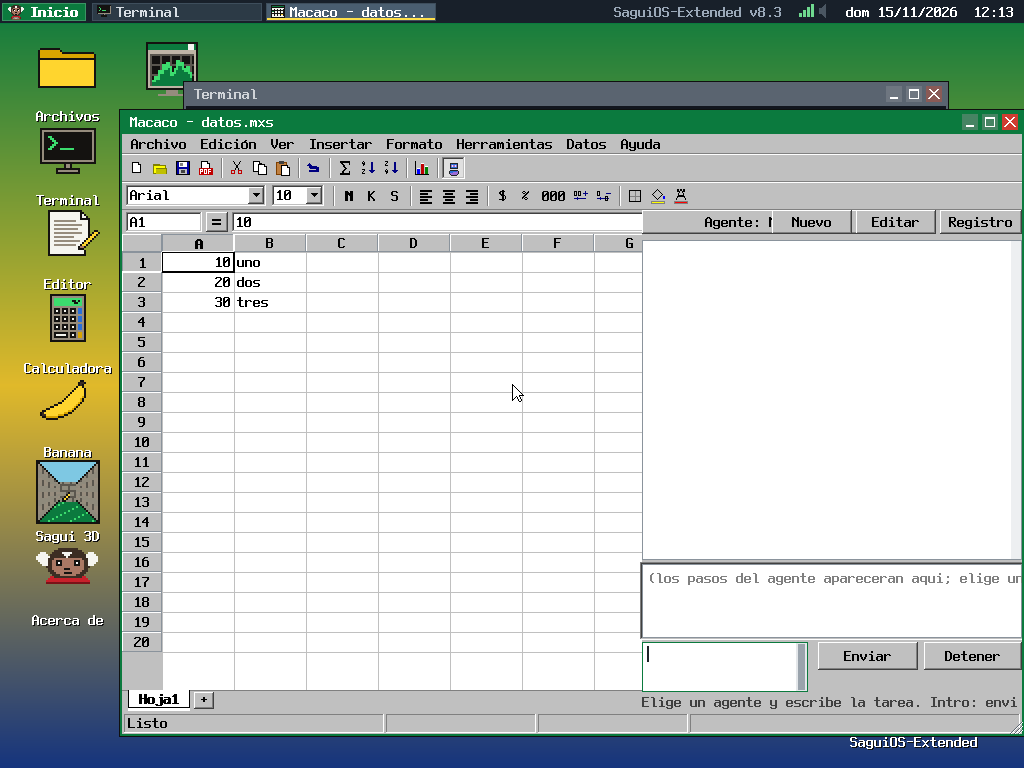 Inicio
Terminal
Macaco - datos...
SaguiOS-Extended v8.3
dom 15/11/2026
12:13
Archivos
Terminal
Editor
Calculadora
Banana
Sagui 3D
Acerca de
Terminal
Macaco - datos.mxs
Archivo Edición Ver Insertar Formato Herramientas Datos Ayuda
PDF
Arial 10 N K S $ % 000
A1 = 10
Agente: Nuevo Editar Registro
A B C D E F G
1 10 uno
2 20 dos
3 30 tres
4
5
6
7
8
9
10
11
12
13
14
15
16
17
18
19
20
(los pasos del agente apareceran aqui; elige un
Enviar Detener
Elige un agente y escribe la tarea. Intro: envi
Hoja1 +
Listo
SaguiOS-Extended